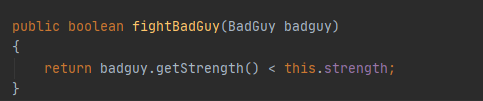 public boolean fightBadGuy(BadGuy badguy)
{
    return badguy.getStrength() < this.strength;
}